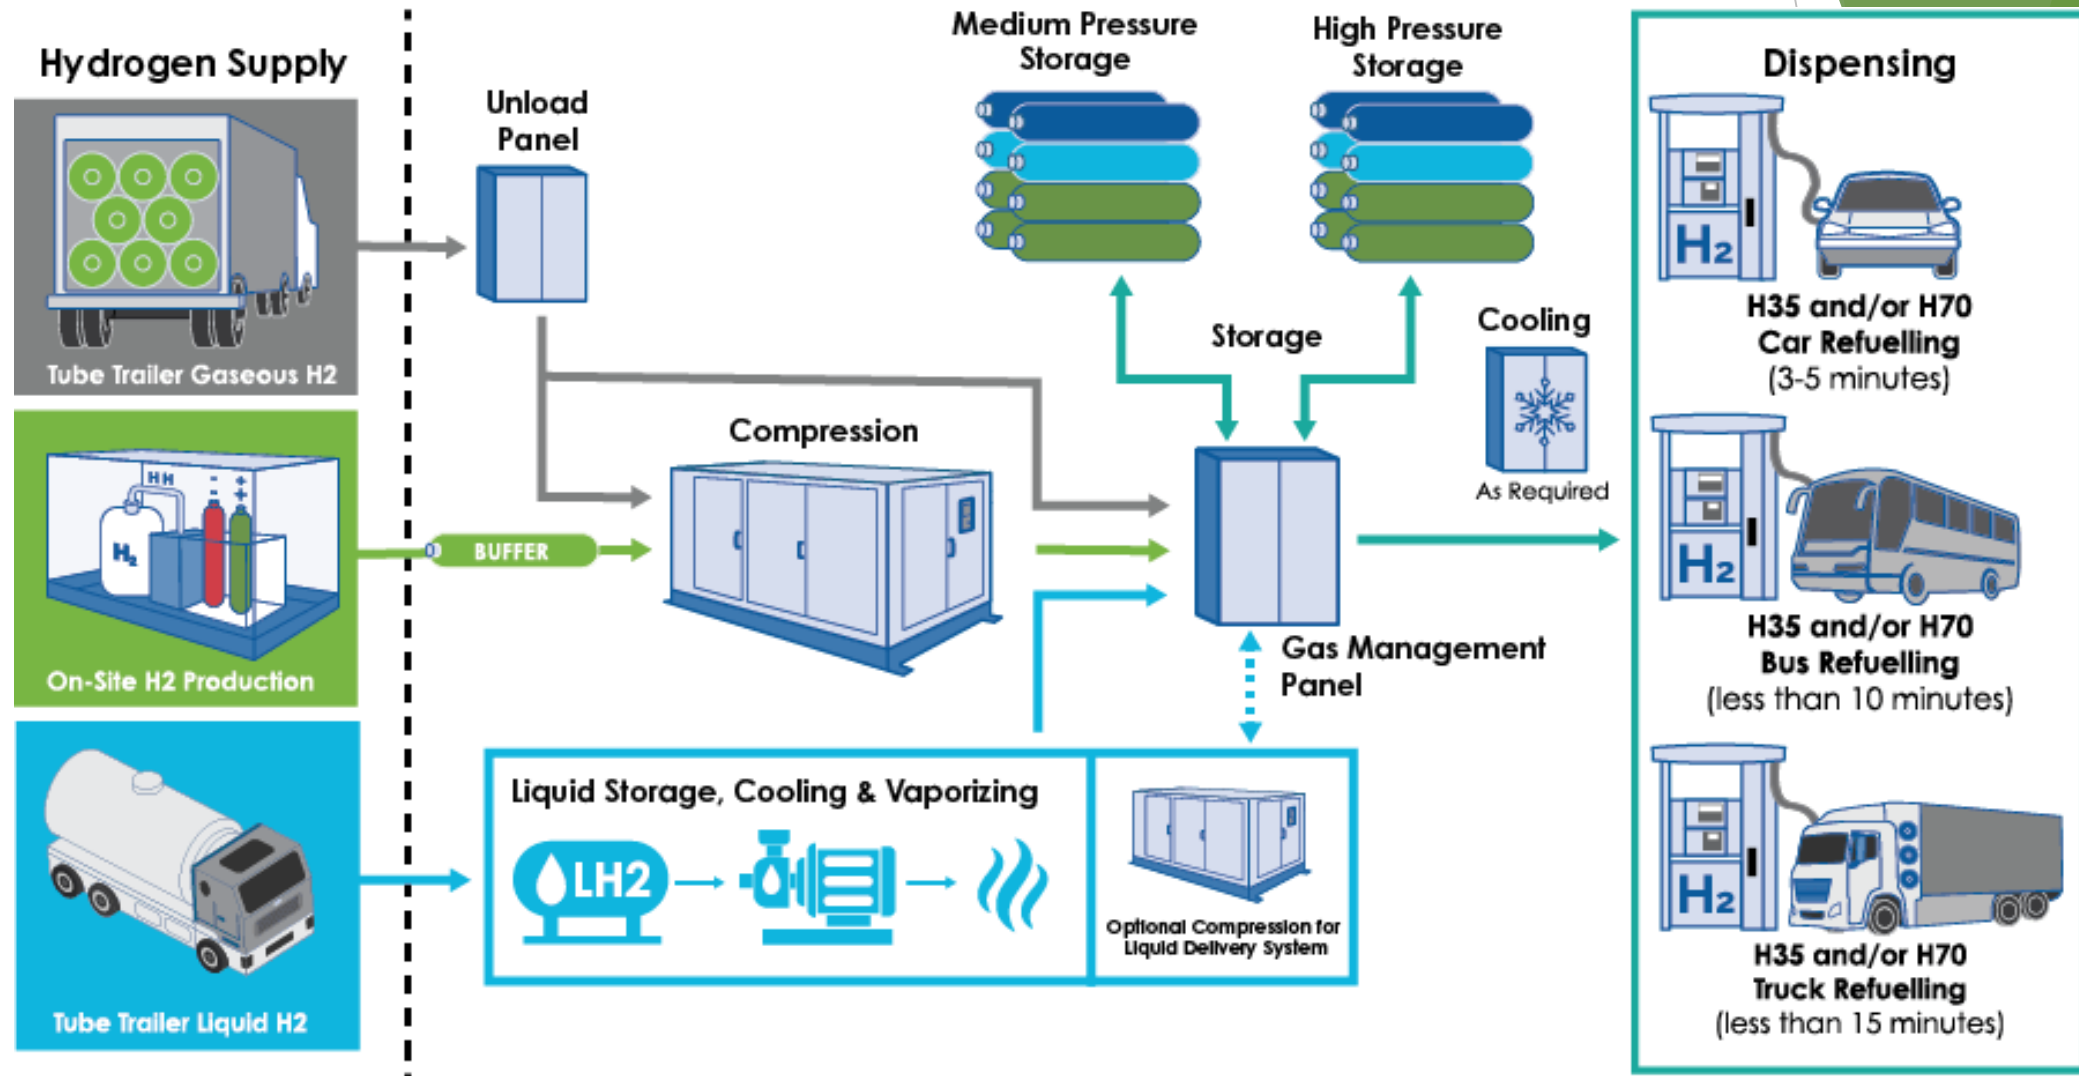 Hydrogen Supply
Tube Trailer Gaseous H2
H H
- +
- +
H2
On-Site H2 Production
Tube Trailer Liquid H2
Unload
Panel
BUFFER
Compression
Medium Pressure
Storage
High Pressure
Storage
Storage
Cooling
As Required
Gas Management
Panel
Liquid Storage, Cooling & Vaporizing
LH2
Optional Compression for
Liquid Delivery System
Dispensing
H2
H35 and/or H70
Car Refuelling
(3-5 minutes)
H2
H35 and/or H70
Bus Refuelling
(less than 10 minutes)
H2
H35 and/or H70
Truck Refuelling
(less than 15 minutes)